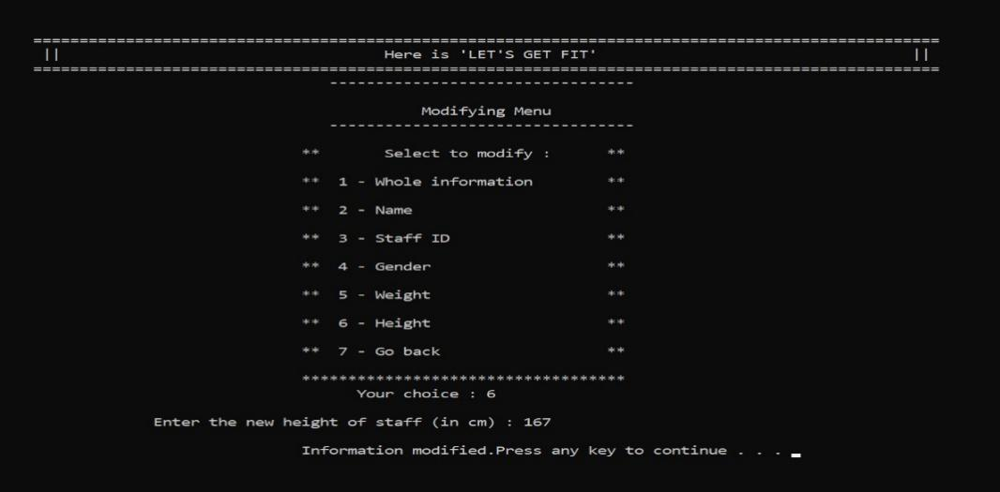 ==================================================================================================
|| Here is 'LET'S GET FIT' ||
==================================================================================================
---------------------------------
Modifying Menu
---------------------------------
** Select to modify : **
** 1 - Whole information **
** 2 - Name **
** 3 - Staff ID **
** 4 - Gender **
** 5 - Weight **
** 6 - Height **
** 7 - Go back **
***********************************
Your choice : 6
Enter the new height of staff (in cm) : 167
Information modified.Press any key to continue . . .